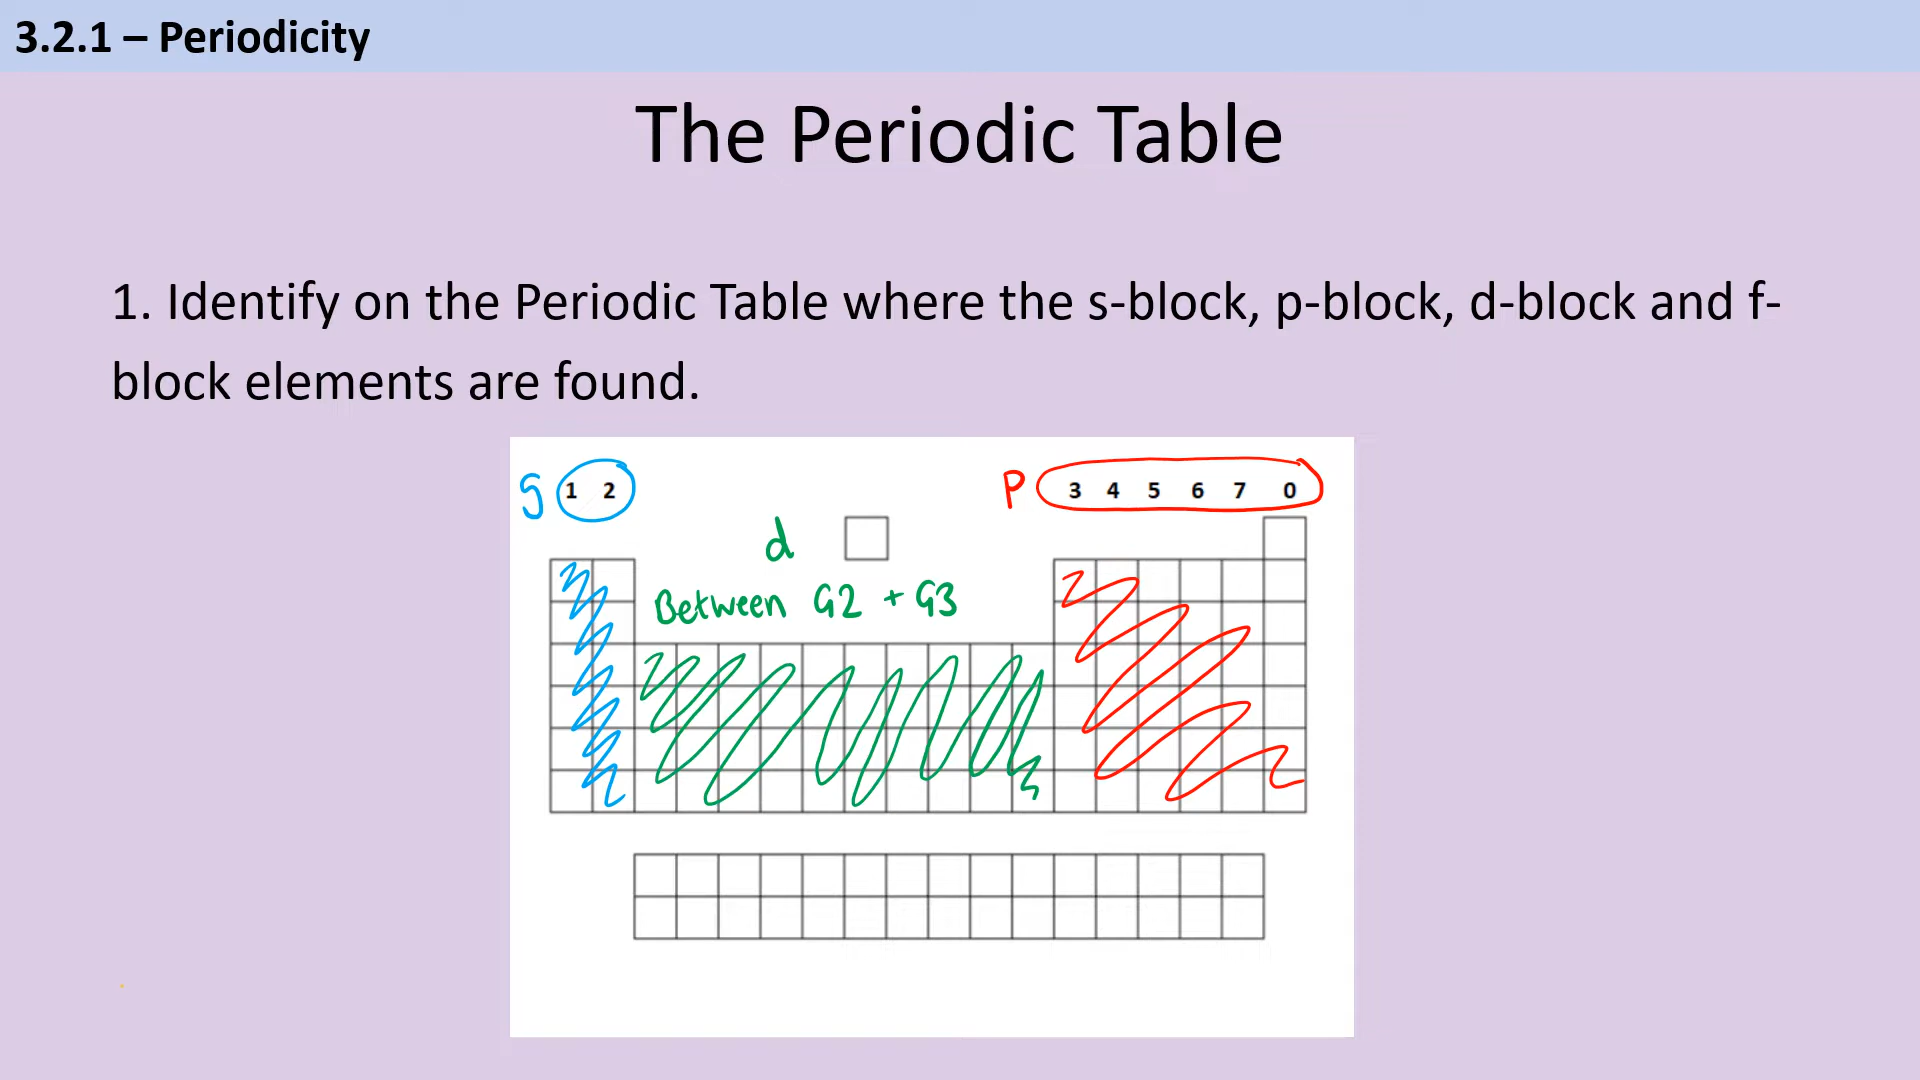 3.2.1 – Periodicity
The Periodic Table
1. Identify on the Periodic Table where the s-block, p-block, d-block and f-
block elements are found.
S 1 2
P 3 4 5 6 7 0
d
Between G2 + G3